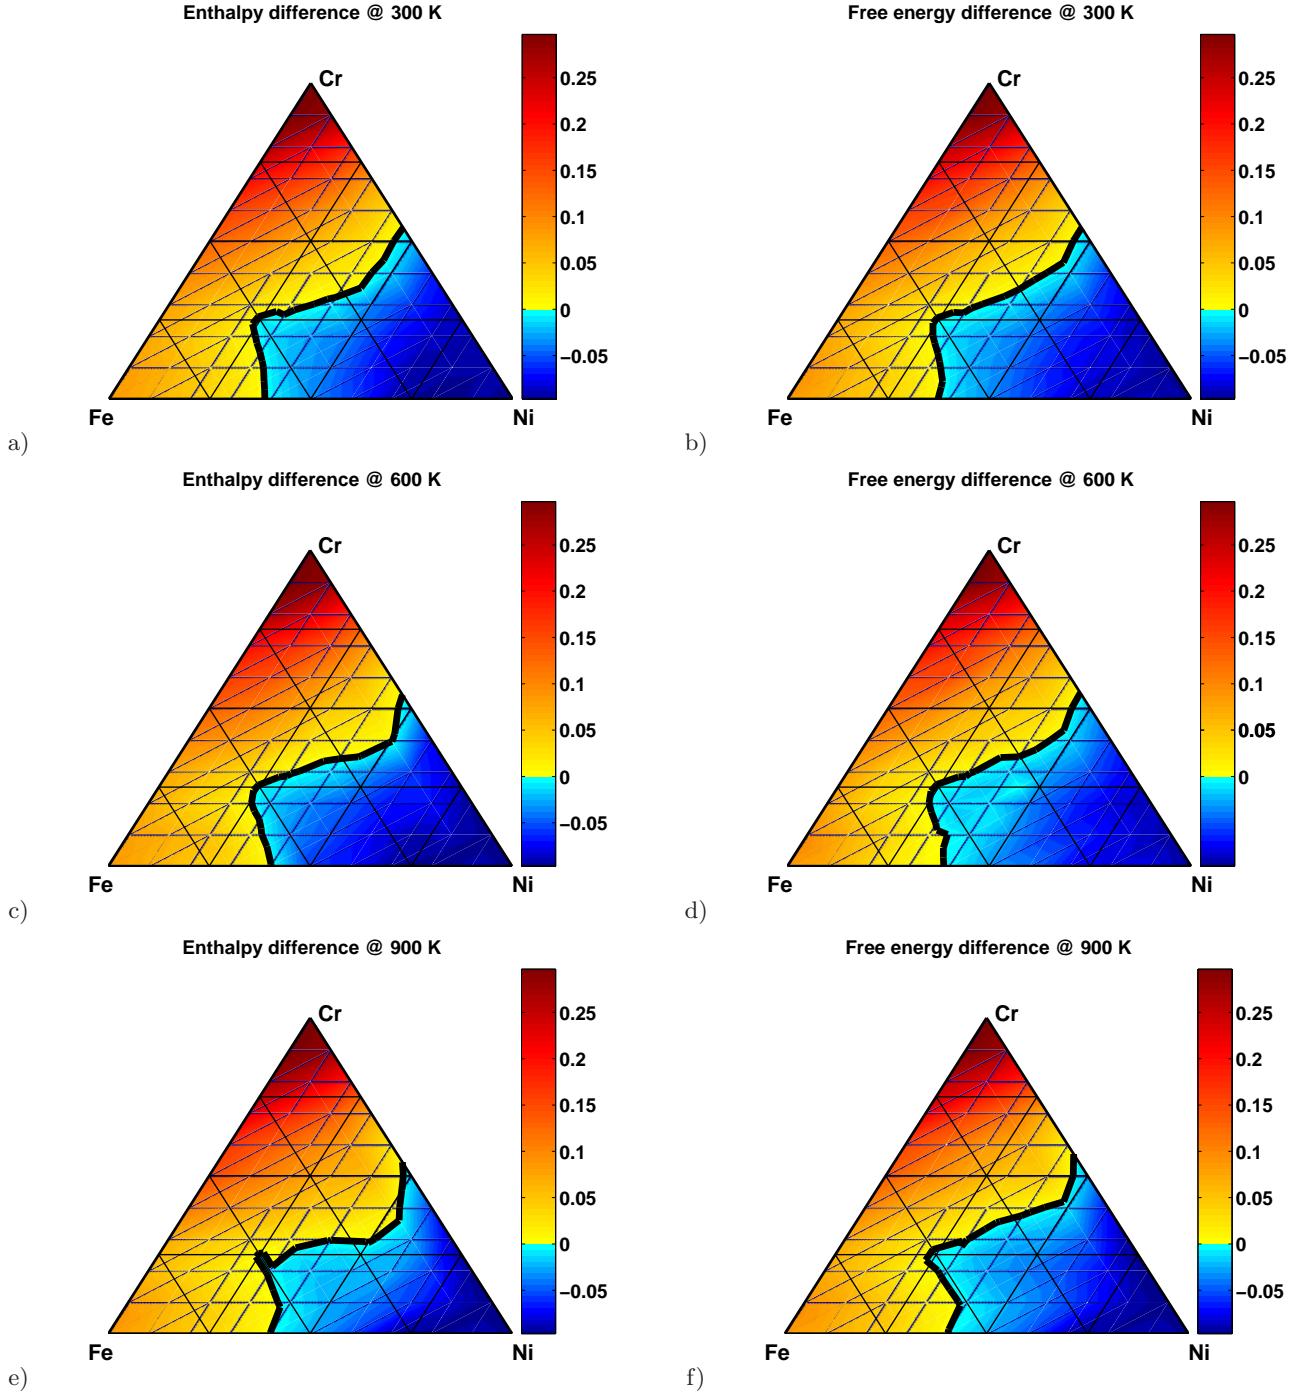 Enthalpy difference @ 300 K
Cr
Fe
Ni
0.25
0.2
0.15
0.1
0.05
0
−0.05
a)
Free energy difference @ 300 K
Cr
Fe
Ni
0.25
0.2
0.15
0.1
0.05
0
−0.05
b)
Enthalpy difference @ 600 K
Cr
Fe
Ni
0.25
0.2
0.15
0.1
0.05
0
−0.05
c)
Free energy difference @ 600 K
Cr
Fe
Ni
0.25
0.2
0.15
0.1
0.05
0
−0.05
d)
Enthalpy difference @ 900 K
Cr
Fe
Ni
0.25
0.2
0.15
0.1
0.05
0
−0.05
e)
Free energy difference @ 900 K
Cr
Fe
Ni
0.25
0.2
0.15
0.1
0.05
0
−0.05
f)